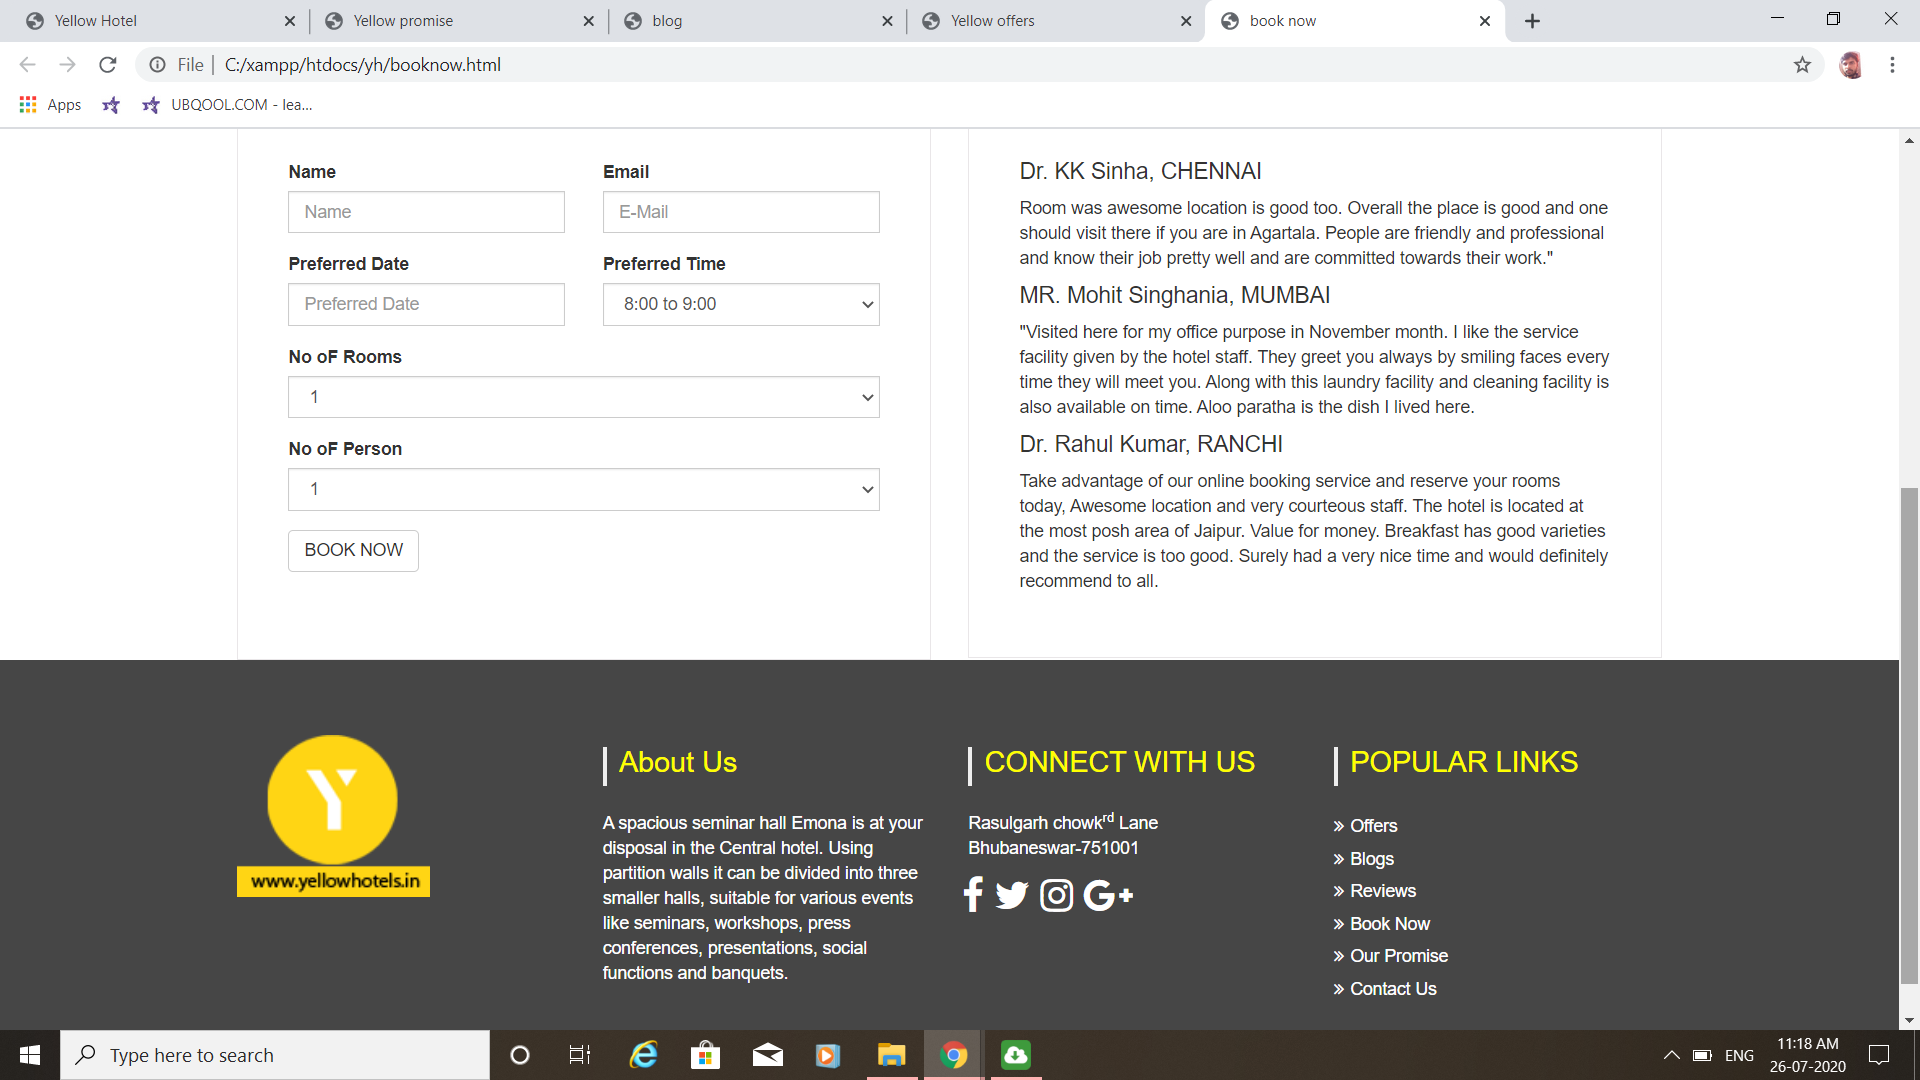 Yellow Hotel
Yellow promise
blog
Yellow offers
book now
File
C:/xampp/htdocs/yh/booknow.html
Apps
UBQOOL.COM - lea...
Name
Email
Name
E-Mail
Preferred Date
Preferred Time
Preferred Date
8:00 to 9:00
No oF Rooms
1
No oF Person
1
BOOK NOW
Dr. KK Sinha, CHENNAI
Room was awesome location is good too. Overall the place is good and one
should visit there if you are in Agartala. People are friendly and professional
and know their job pretty well and are committed towards their work."
MR. Mohit Singhania, MUMBAI
"Visited here for my office purpose in November month. I like the service
facility given by the hotel staff. They greet you always by smiling faces every
time they will meet you. Along with this laundry facility and cleaning facility is
also available on time. Aloo paratha is the dish I lived here.
Dr. Rahul Kumar, RANCHI
Take advantage of our online booking service and reserve your rooms
today, Awesome location and very courteous staff. The hotel is located at
the most posh area of Jaipur. Value for money. Breakfast has good varieties
and the service is too good. Surely had a very nice time and would definitely
recommend to all.
Y
www.yellowhotels.in
About Us
A spacious seminar hall Emona is at your
disposal in the Central hotel. Using
partition walls it can be divided into three
smaller halls, suitable for various events
like seminars, workshops, press
conferences, presentations, social
functions and banquets.
CONNECT WITH US
Rasulgarh chowkrd Lane
Bhubaneswar-751001
POPULAR LINKS
» Offers
» Blogs
» Reviews
» Book Now
» Our Promise
» Contact Us
Type here to search
ENG
11:18 AM
26-07-2020